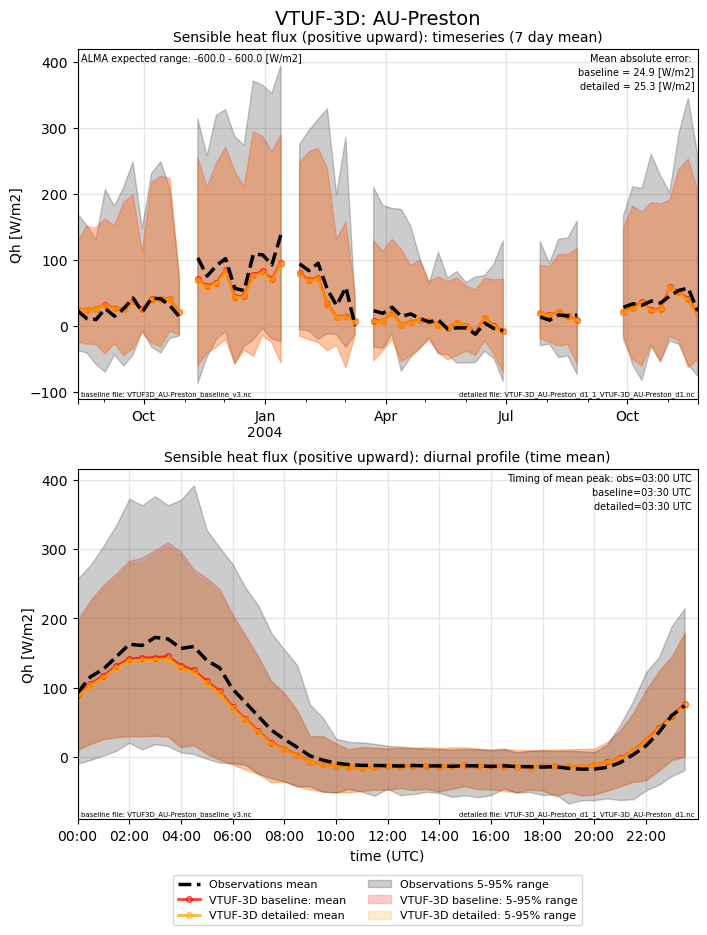 VTUF-3D: AU-Preston
Sensible heat flux (positive upward): timeseries (7 day mean)
ALMA expected range: -600.0 - 600.0 [W/m2]
Mean absolute error:
baseline = 24.9 [W/m2]
detailed = 25.3 [W/m2]
400
300
200
100
0
−100
Qh [W/m2]
baseline file: VTUF3D_AU-Preston_baseline_v3.nc
detailed file: VTUF-3D_AU-Preston_d1_1_VTUF-3D_AU-Preston_d1.nc
Oct
Jan
2004
Apr
Jul
Oct
Sensible heat flux (positive upward): diurnal profile (time mean)
Timing of mean peak: obs=03:00 UTC
baseline=03:30 UTC
detailed=03:30 UTC
400
300
200
100
0
Qh [W/m2]
baseline file: VTUF3D_AU-Preston_baseline_v3.nc
detailed file: VTUF-3D_AU-Preston_d1_1_VTUF-3D_AU-Preston_d1.nc
00:00 02:00 04:00 06:00 08:00 10:00 12:00 14:00 16:00 18:00 20:00 22:00
time (UTC)
Observations mean
VTUF-3D baseline: mean
VTUF-3D detailed: mean
Observations 5-95% range
VTUF-3D baseline: 5-95% range
VTUF-3D detailed: 5-95% range